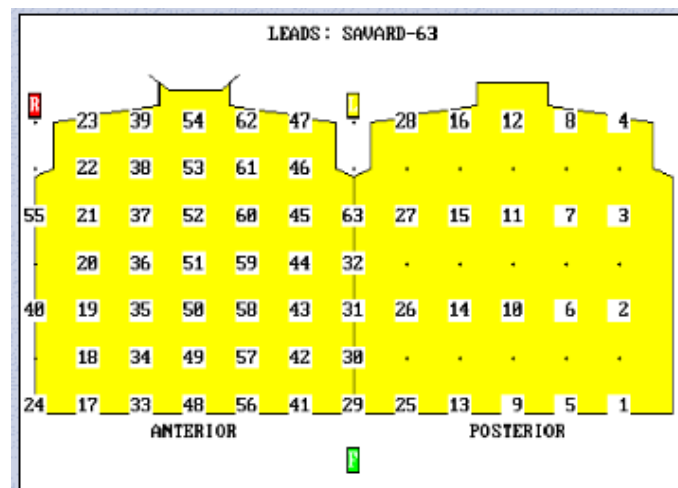 LEADS: SAVARD-63
R L
23 39 54 62 47 28 16 12 8 4
22 38 53 61 46
55 21 37 52 60 45 63 27 15 11 7 3
20 36 51 59 44 32
40 19 35 50 58 43 31 26 14 10 6 2
18 34 49 57 42 30
24 17 33 48 56 41 29 25 13 9 5 1
ANTERIOR POSTERIOR
F